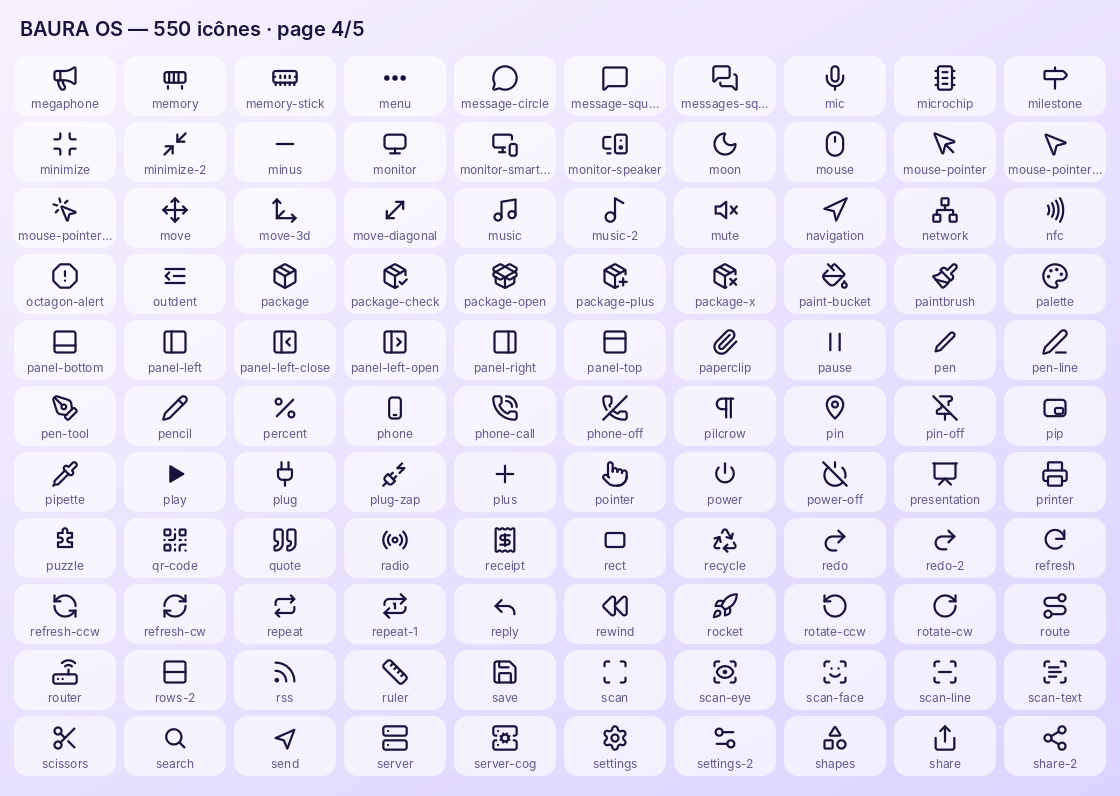 BAURA OS — 550 icônes · page 4/5
megaphone memory memory-stick menu message-circle message-squ... messages-sq... mic microchip milestone
minimize minimize-2 minus monitor monitor-smart... monitor-speaker moon mouse mouse-pointer mouse-pointer...
mouse-pointer... move move-3d move-diagonal music music-2 mute navigation network nfc
octagon-alert outdent package package-check package-open package-plus package-x paint-bucket paintbrush palette
panel-bottom panel-left panel-left-close panel-left-open panel-right panel-top paperclip pause pen pen-line
pen-tool pencil percent phone phone-call phone-off pilcrow pin pin-off pip
pipette play plug plug-zap plus pointer power power-off presentation printer
puzzle qr-code quote radio receipt rect recycle redo redo-2 refresh
refresh-ccw refresh-cw repeat repeat-1 reply rewind rocket rotate-ccw rotate-cw route
router rows-2 rss ruler save scan scan-eye scan-face scan-line scan-text
scissors search send server server-cog settings settings-2 shapes share share-2